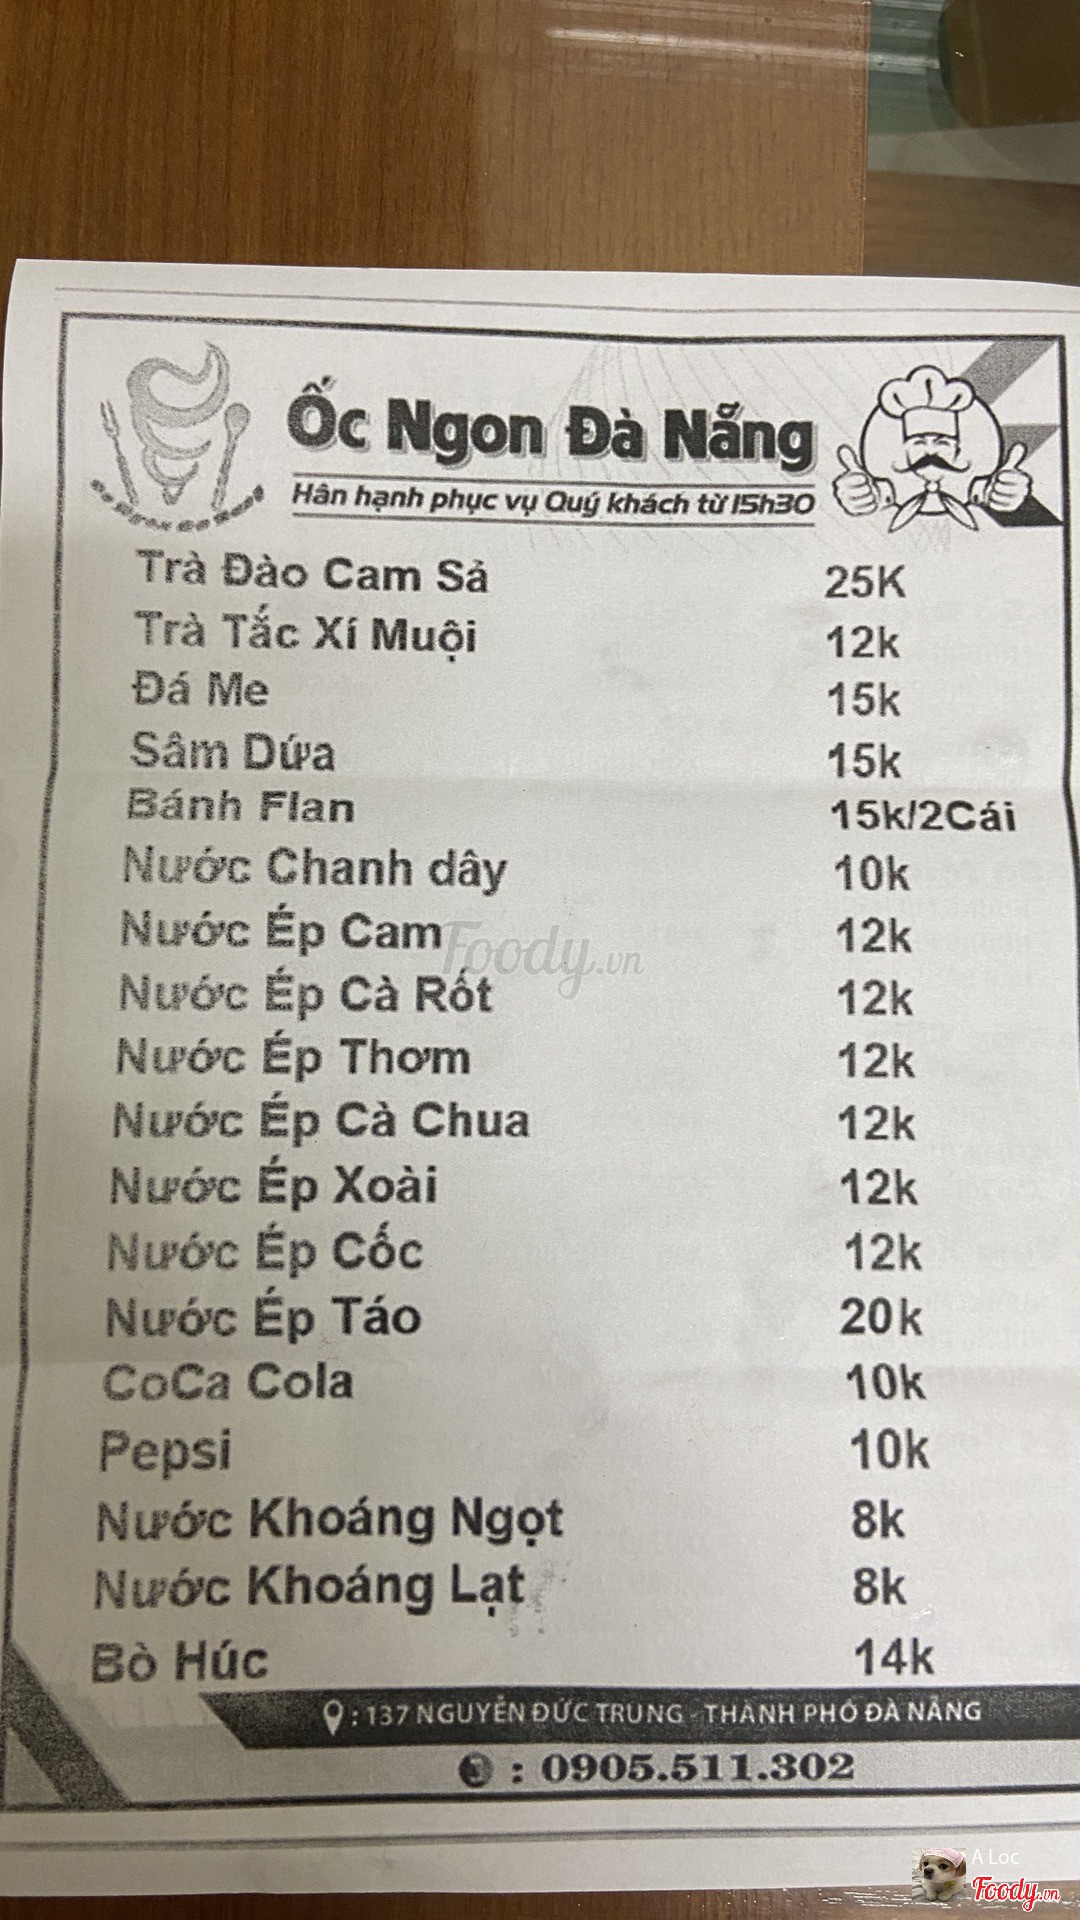 Ốc Ngon Đà Nẵng
Hân hạnh phục vụ Quý khách từ 15h30
Trà Đào Cam Sả 25K
Trà Tắc Xí Muội 12k
Đá Me 15k
Sâm Dứa 15k
Bánh Flan 15k/2Cái
Nước Chanh dây 10k
Nước Ép Cam 12k
Foody.vn
Nước Ép Cà Rốt 12k
Nước Ép Thơm 12k
Nước Ép Cà Chua 12k
Nước Ép Xoài 12k
Nước Ép Cốc 12k
Nước Ép Táo 20k
CoCa Cola 10k
Pepsi 10k
Nước Khoáng Ngọt 8k
Nước Khoáng Lạt 8k
Bò Húc 14k
: 137 NGUYỄN ĐỨC TRUNG - THÀNH PHỐ ĐÀ NẴNG
: 0905.511.302
A Loc
Foody.vn